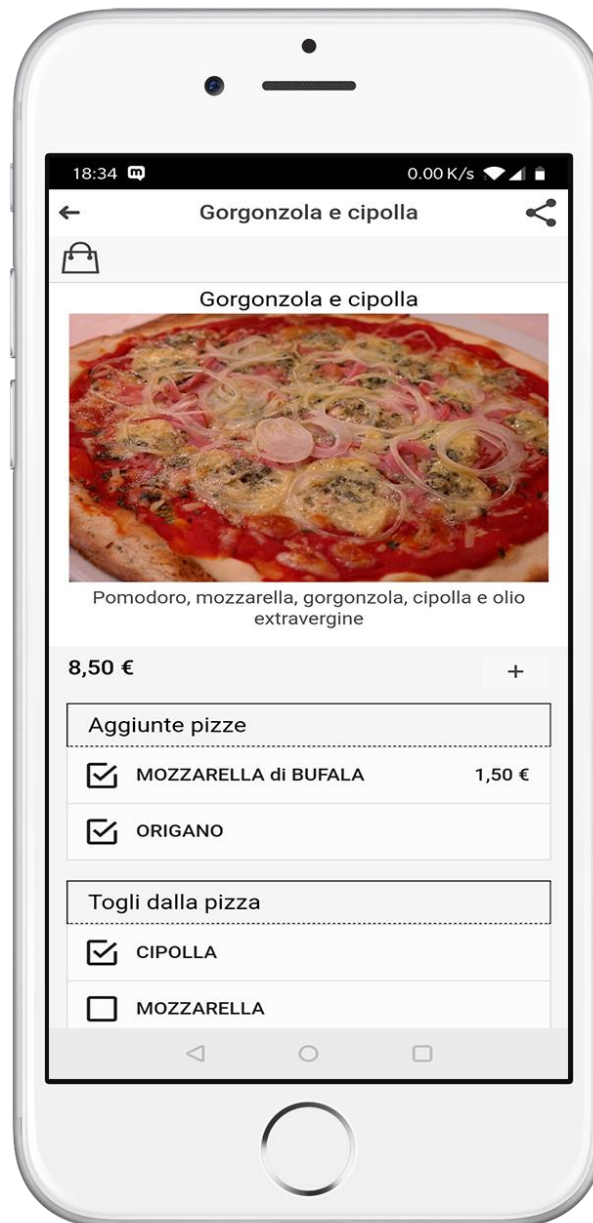 18:34 0.00 K/s
Gorgonzola e cipolla
Gorgonzola e cipolla
Pomodoro, mozzarella, gorgonzola, cipolla e olio
extravergine
8,50 € +
Aggiunte pizze
MOZZARELLA di BUFALA 1,50 €
ORIGANO
Togli dalla pizza
CIPOLLA
MOZZARELLA